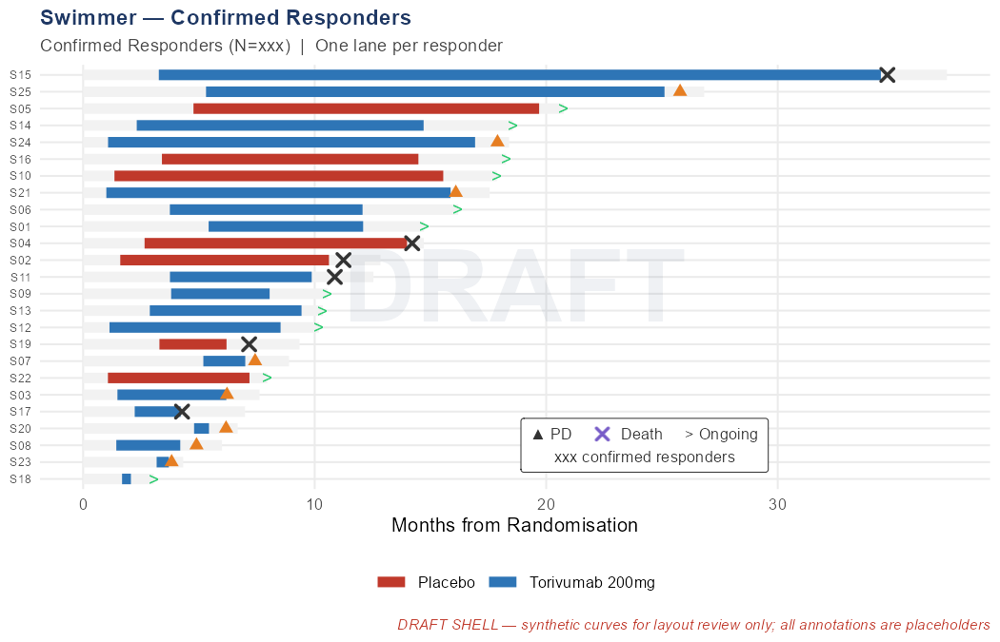 Swimmer — Confirmed Responders
Confirmed Responders (N=xxx) | One lane per responder
S15
S25
S05
S14
S24
S16
S10
S21
S06
S01
S04
S02
S11
S09
S13
S12
S19
S07
S22
S03
S17
S20
S08
S23
S18
DRAFT
▲ PD ✕ Death > Ongoing
xxx confirmed responders
0 10 20 30
Months from Randomisation
Placebo Torivumab 200mg
DRAFT SHELL — synthetic curves for layout review only; all annotations are placeholders